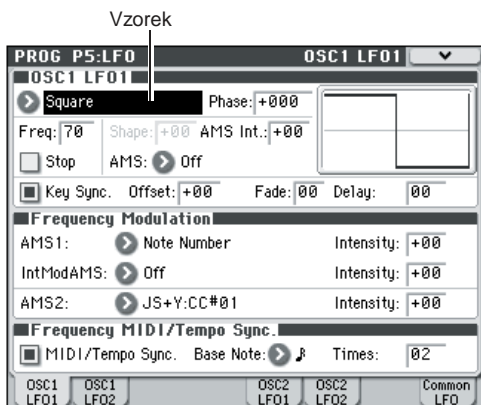 Vzorek
PROG P5:LFO OSC1 LFO1
OSC1 LFO1
Square Phase: +000
Freq: 70 Shape: +00 AMS Int.: +00
Stop AMS: Off
Key Sync. Offset: +00 Fade: 00 Delay: 00
Frequency Modulation
AMS1: Note Number Intensity: +00
IntModAMS: Off Intensity: +00
AMS2: JS+Y:CC#01 Intensity: +00
Frequency MIDI/Tempo Sync.
MIDI/Tempo Sync. Base Note: Times: 02
OSC1 LFO1 OSC1 LFO2 OSC2 LFO1 OSC2 LFO2 Common LFO